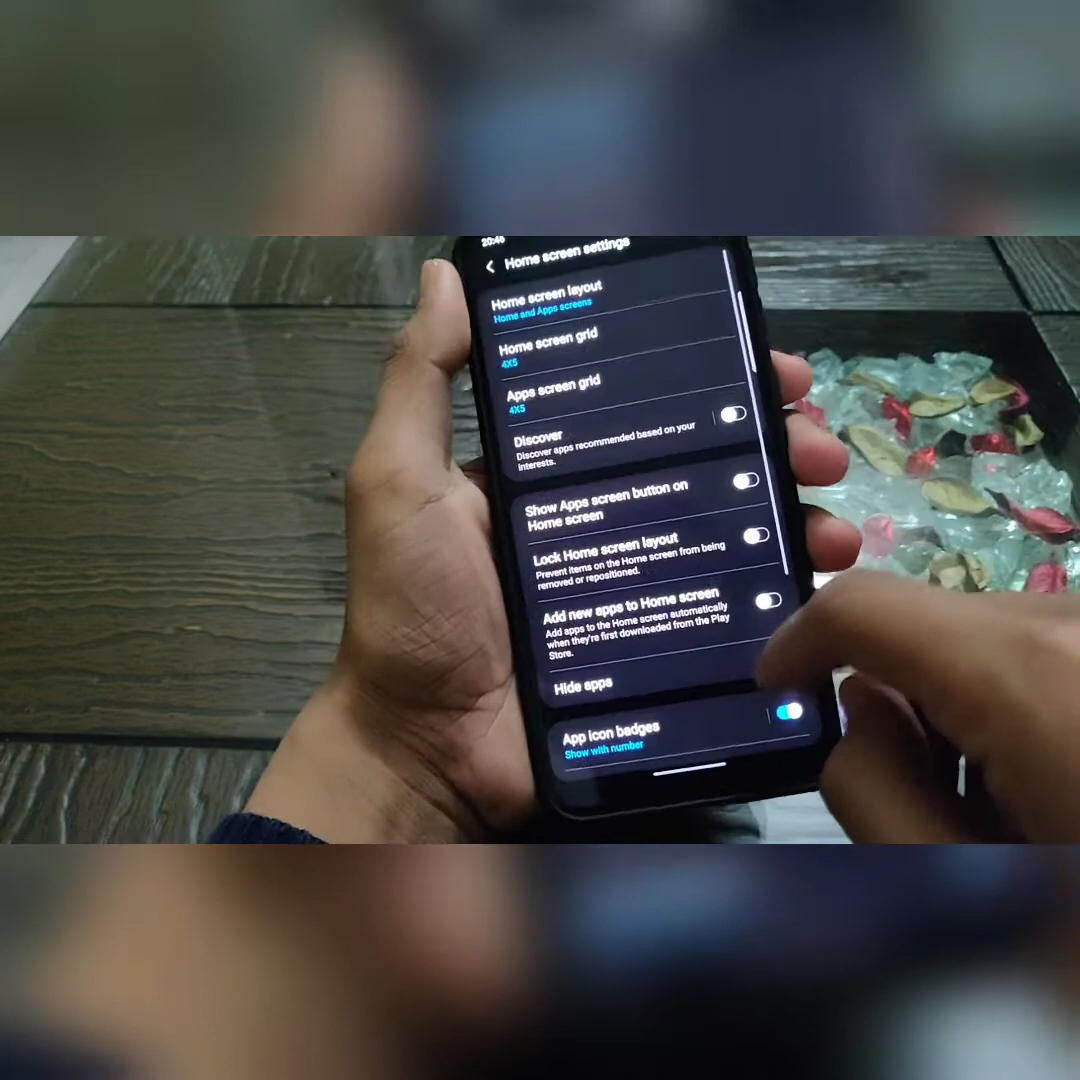 20:46
Home screen settings
Home screen layout
Home and Apps screens
Home screen grid
4X5
Apps screen grid
4X5
Discover
Discover apps recommended based on your
interests.
Show Apps screen button on
Home screen
Lock Home screen layout
Prevent items on the Home screen from being
removed or repositioned.
Add new apps to Home screen
Add apps to the Home screen automatically
when they're first downloaded from the Play
Store.
Hide apps
App icon badges
Show with number